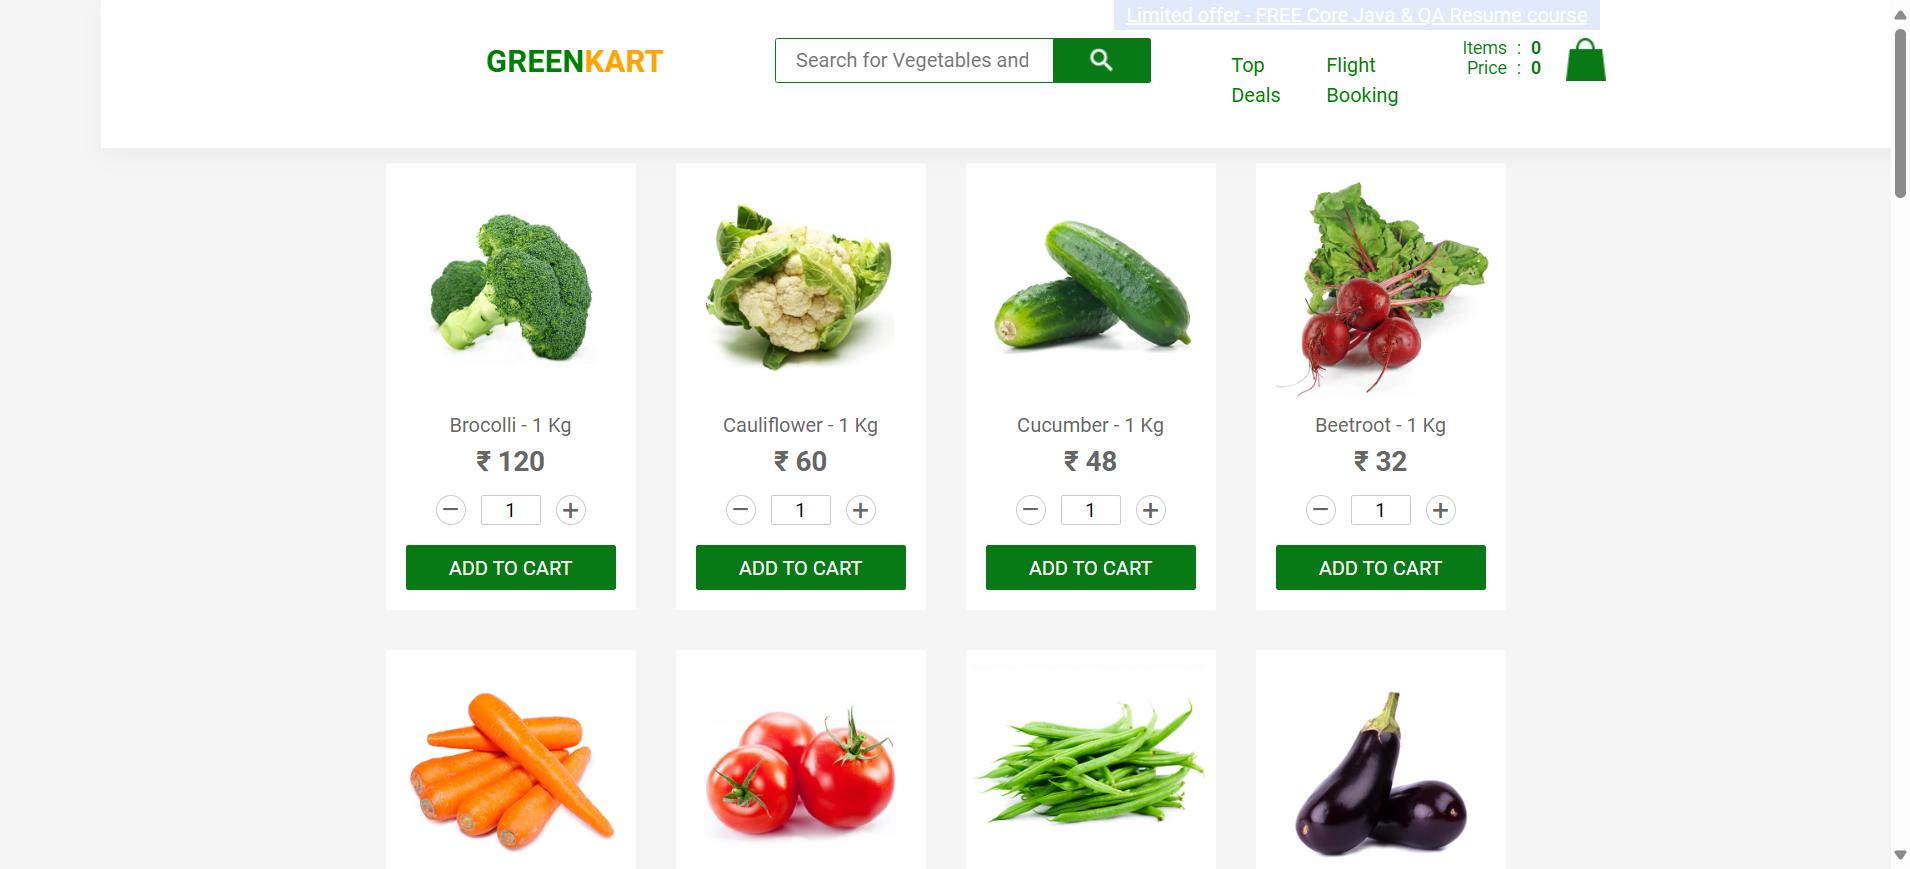 Limited offer - FREE Core Java & QA Resume course
GREENKART
Search for Vegetables and
Top Deals
Flight Booking
Items : 0
Price : 0
Brocolli - 1 Kg
₹ 120
1
ADD TO CART
Cauliflower - 1 Kg
₹ 60
1
ADD TO CART
Cucumber - 1 Kg
₹ 48
1
ADD TO CART
Beetroot - 1 Kg
₹ 32
1
ADD TO CART